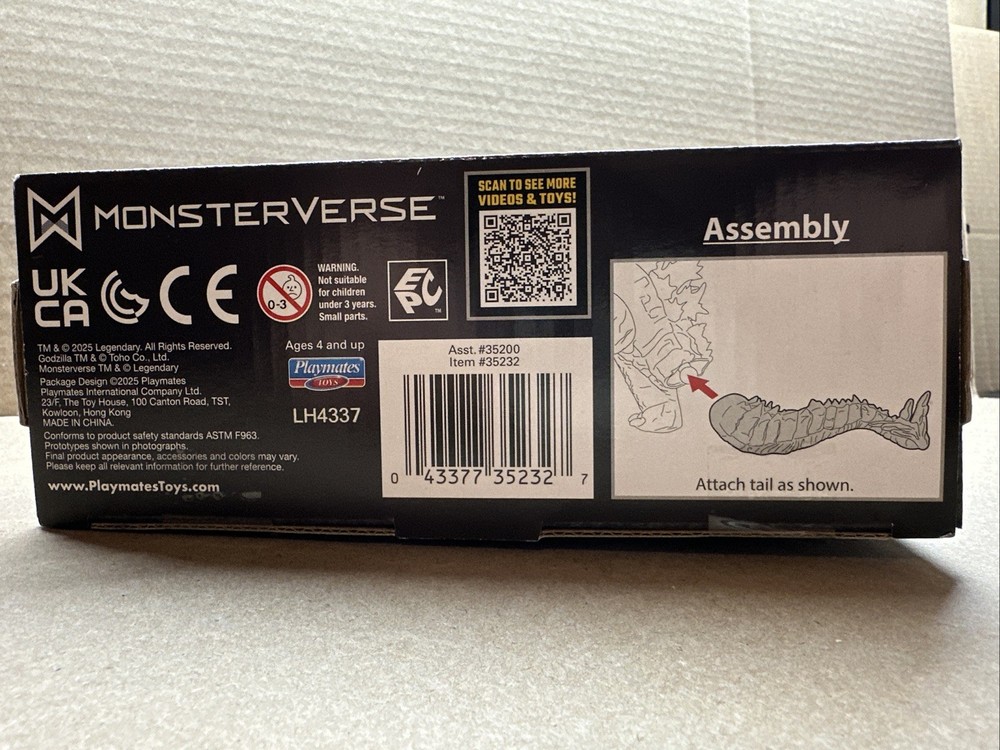 MONSTERVERSE™
UK
CA
CE
0-3
WARNING.
Not suitable
for children
under 3 years.
Small parts.
EPC™
SCAN TO SEE MORE
VIDEOS & TOYS!
TM & © 2025 Legendary. All Rights Reserved.
Godzilla TM & © Toho Co., Ltd.
Monsterverse TM & © Legendary
Package Design ©2025 Playmates
Playmates International Company Ltd.
23/F, The Toy House, 100 Canton Road, TST,
Kowloon, Hong Kong
MADE IN CHINA.
Conforms to product safety standards ASTM F963.
Prototypes shown in photographs.
Final product appearance, accessories and colors may vary.
Please keep all relevant information for further reference.
www.PlaymatesToys.com
Ages 4 and up
Playmates
TOYS
LH4337
Asst. #35200
Item #35232
0 43377 35232 7
Assembly
Attach tail as shown.